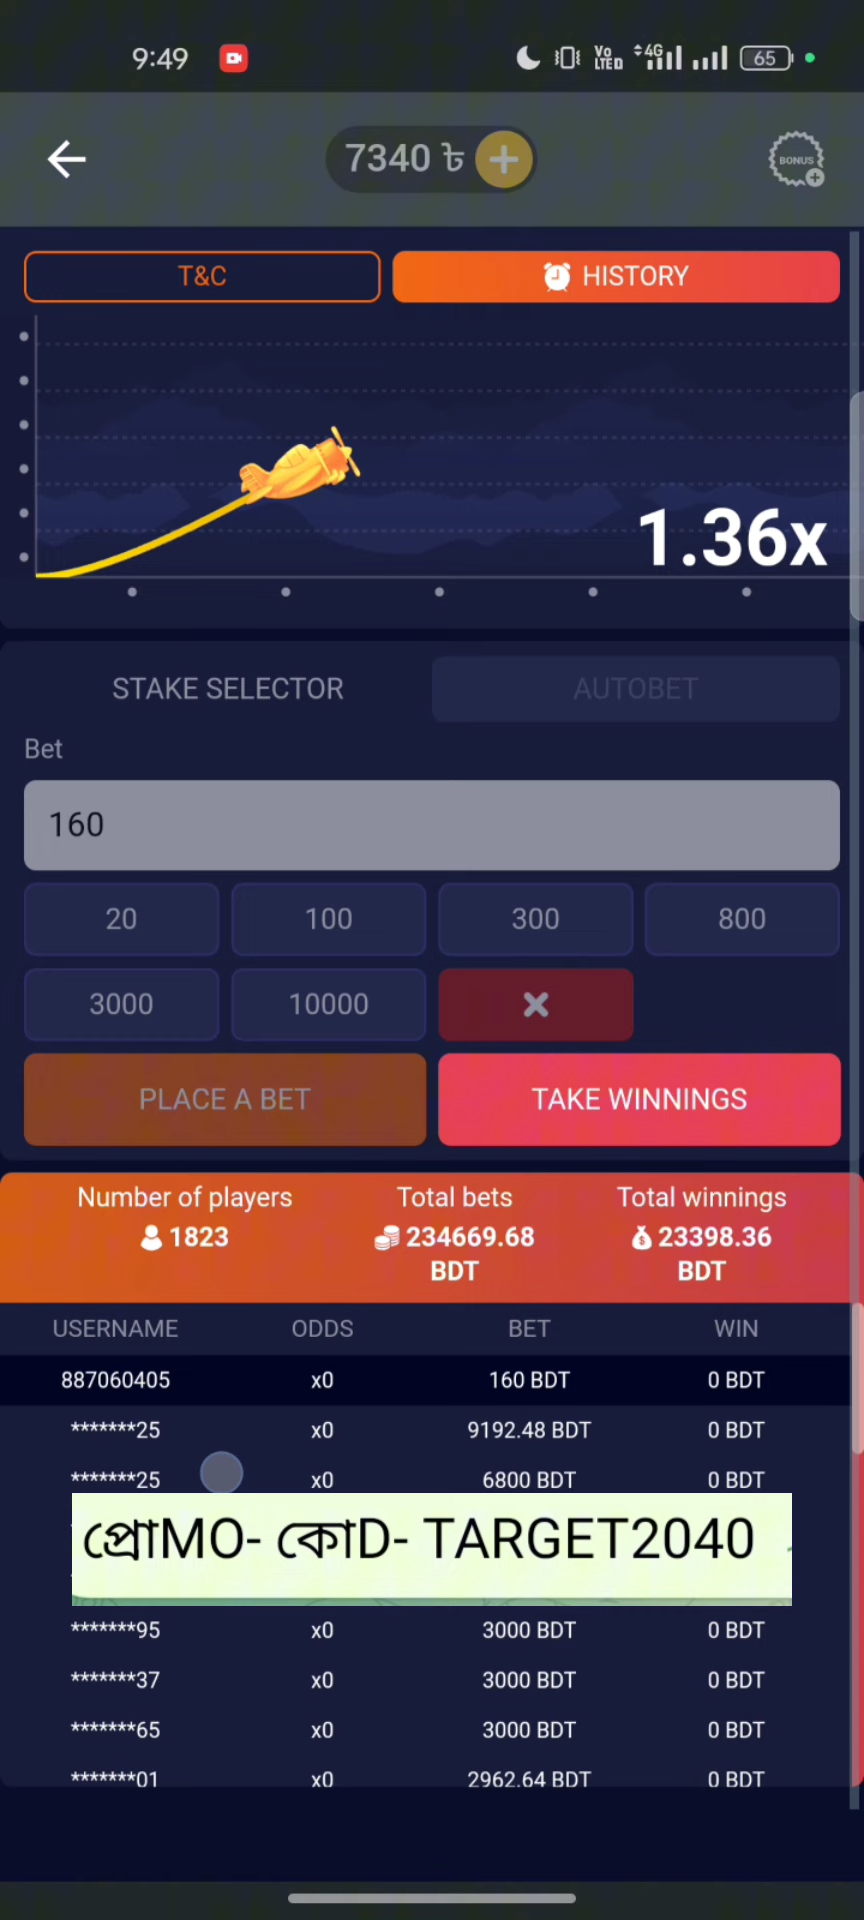 9:49
Vo LTED 4G 65
7340 ৳
BONUS
T&C
HISTORY
1.36x
STAKE SELECTOR
AUTOBET
Bet
160
20 100 300 800
3000 10000
PLACE A BET
TAKE WINNINGS
Number of players Total bets Total winnings
1823 234669.68 23398.36
BDT BDT
USERNAME ODDS BET WIN
887060405 x0 160 BDT 0 BDT
*******25 x0 9192.48 BDT 0 BDT
*******25 x0 6800 BDT 0 BDT
প্রোMO- কোD- TARGET2040
*******95 x0 3000 BDT 0 BDT
*******37 x0 3000 BDT 0 BDT
*******65 x0 3000 BDT 0 BDT
*******01 x0 2962.64 BDT 0 BDT